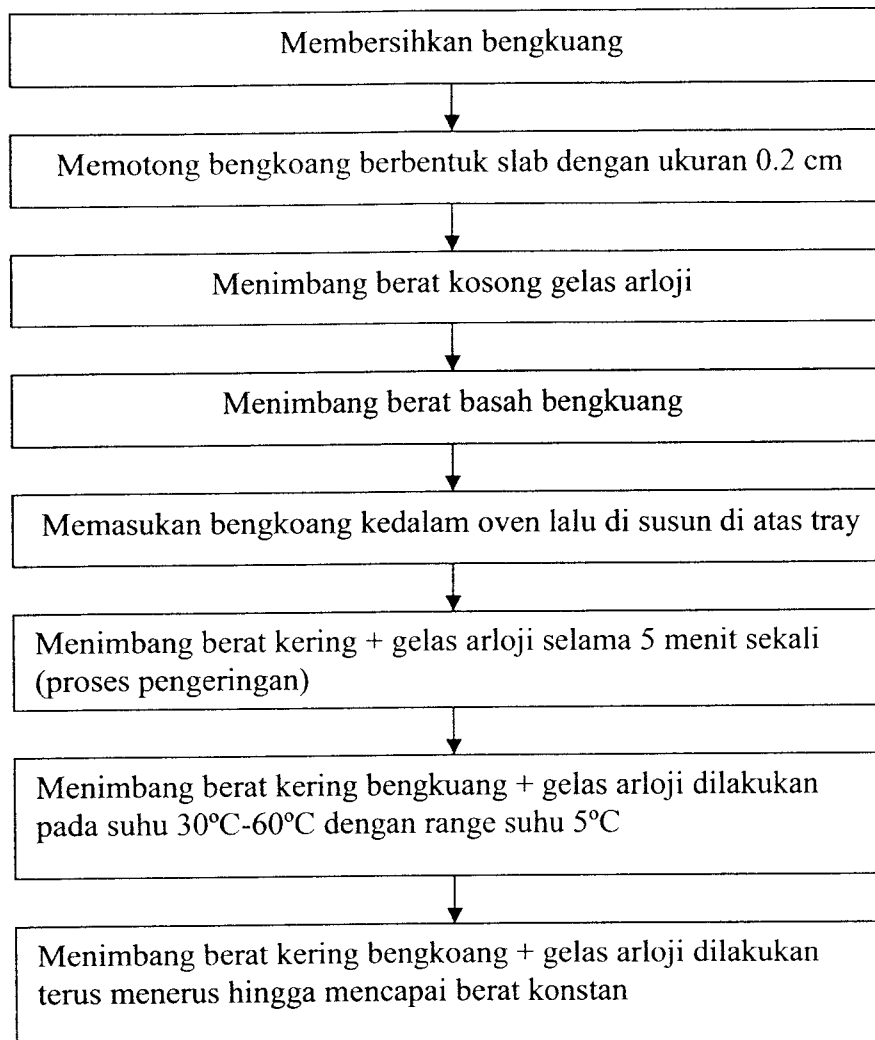 Membersihkan bengkuang
Memotong bengkoang berbentuk slab dengan ukuran 0.2 cm
Menimbang berat kosong gelas arloji
Menimbang berat basah bengkuang
Memasukan bengkoang kedalam oven lalu di susun di atas tray
Menimbang berat kering + gelas arloji selama 5 menit sekali
(proses pengeringan)
Menimbang berat kering bengkuang + gelas arloji dilakukan
pada suhu 30ºC-60ºC dengan range suhu 5ºC
Menimbang berat kering bengkoang + gelas arloji dilakukan
terus menerus hingga mencapai berat konstan